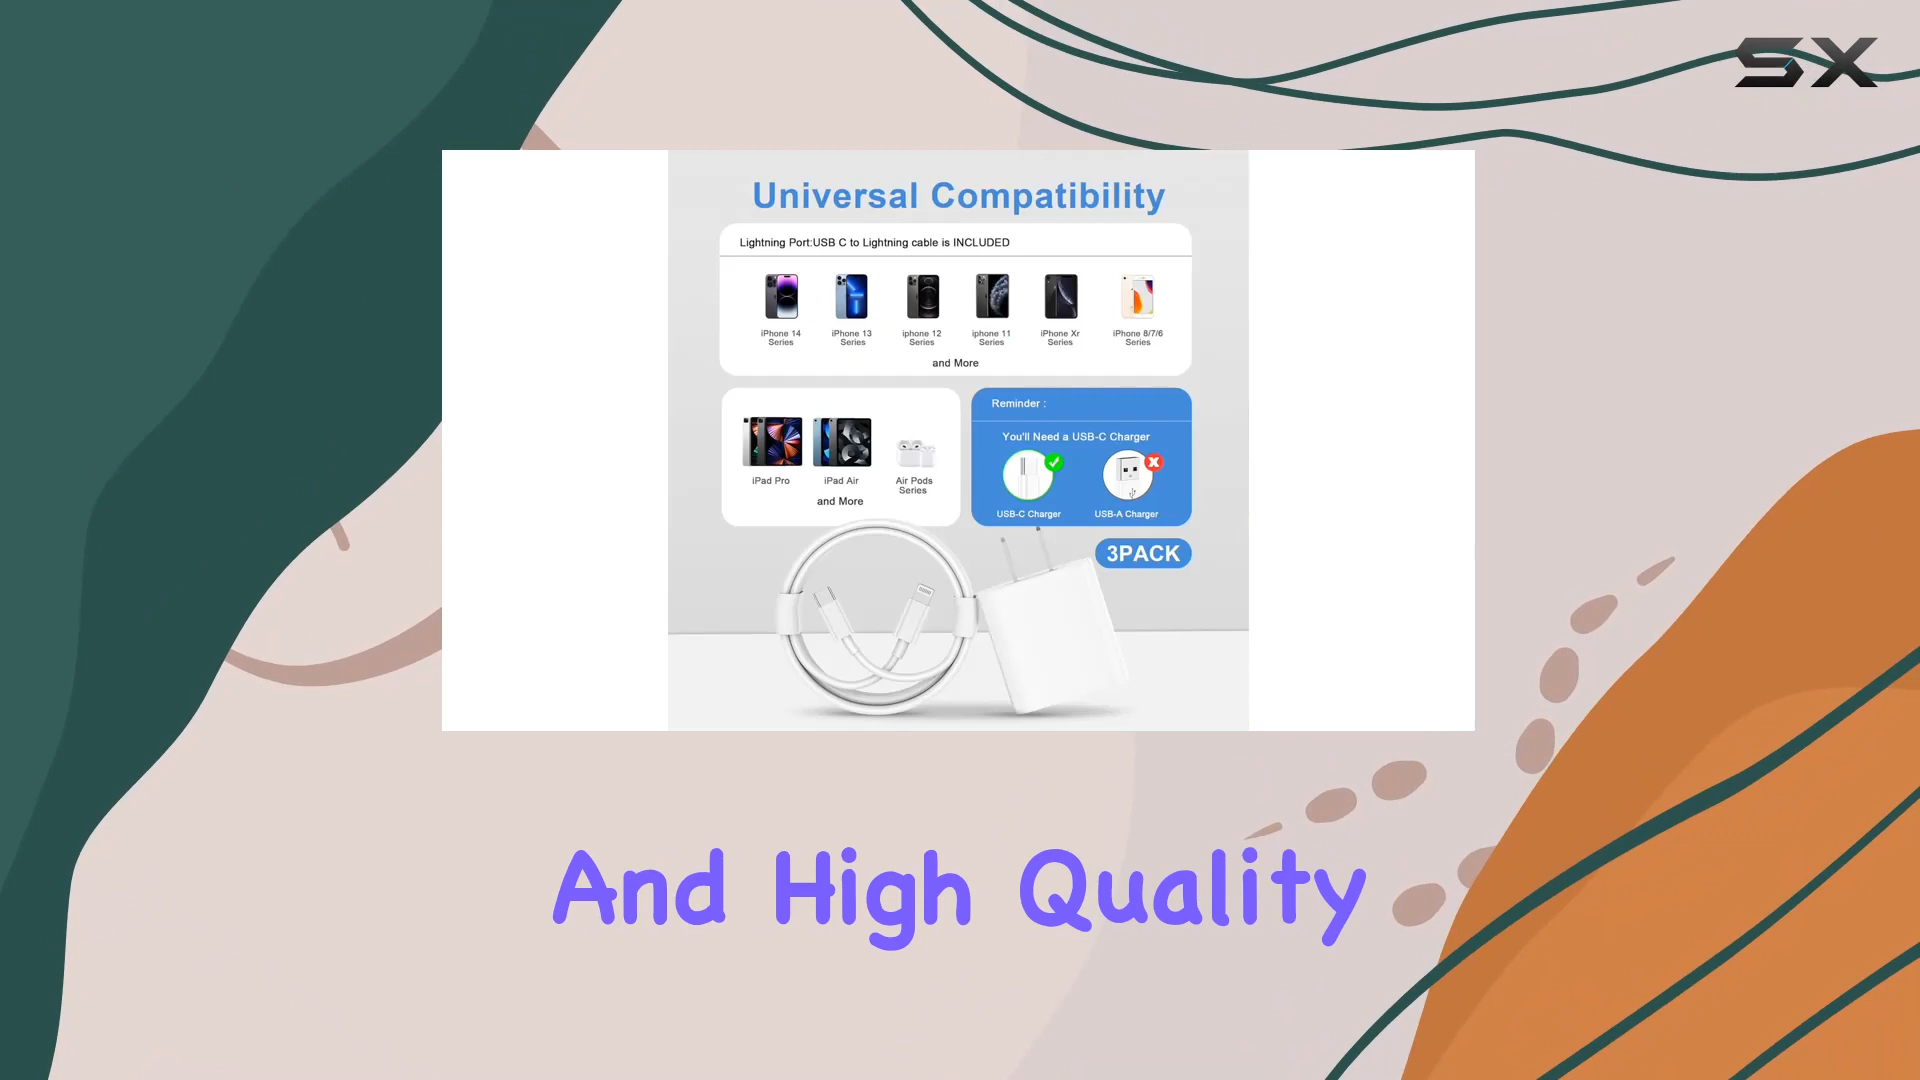 SX
Universal Compatibility
Lightning Port:USB C to Lightning cable is INCLUDED
iPhone 14 Series
iPhone 13 Series
iphone 12 Series
iphone 11 Series
iPhone Xr Series
iPhone 8/7/6 Series
and More
iPad Pro
iPad Air
Air Pods Series
and More
Reminder :
You'll Need a USB-C Charger
USB-C Charger
USB-A Charger
3PACK
And High Quality